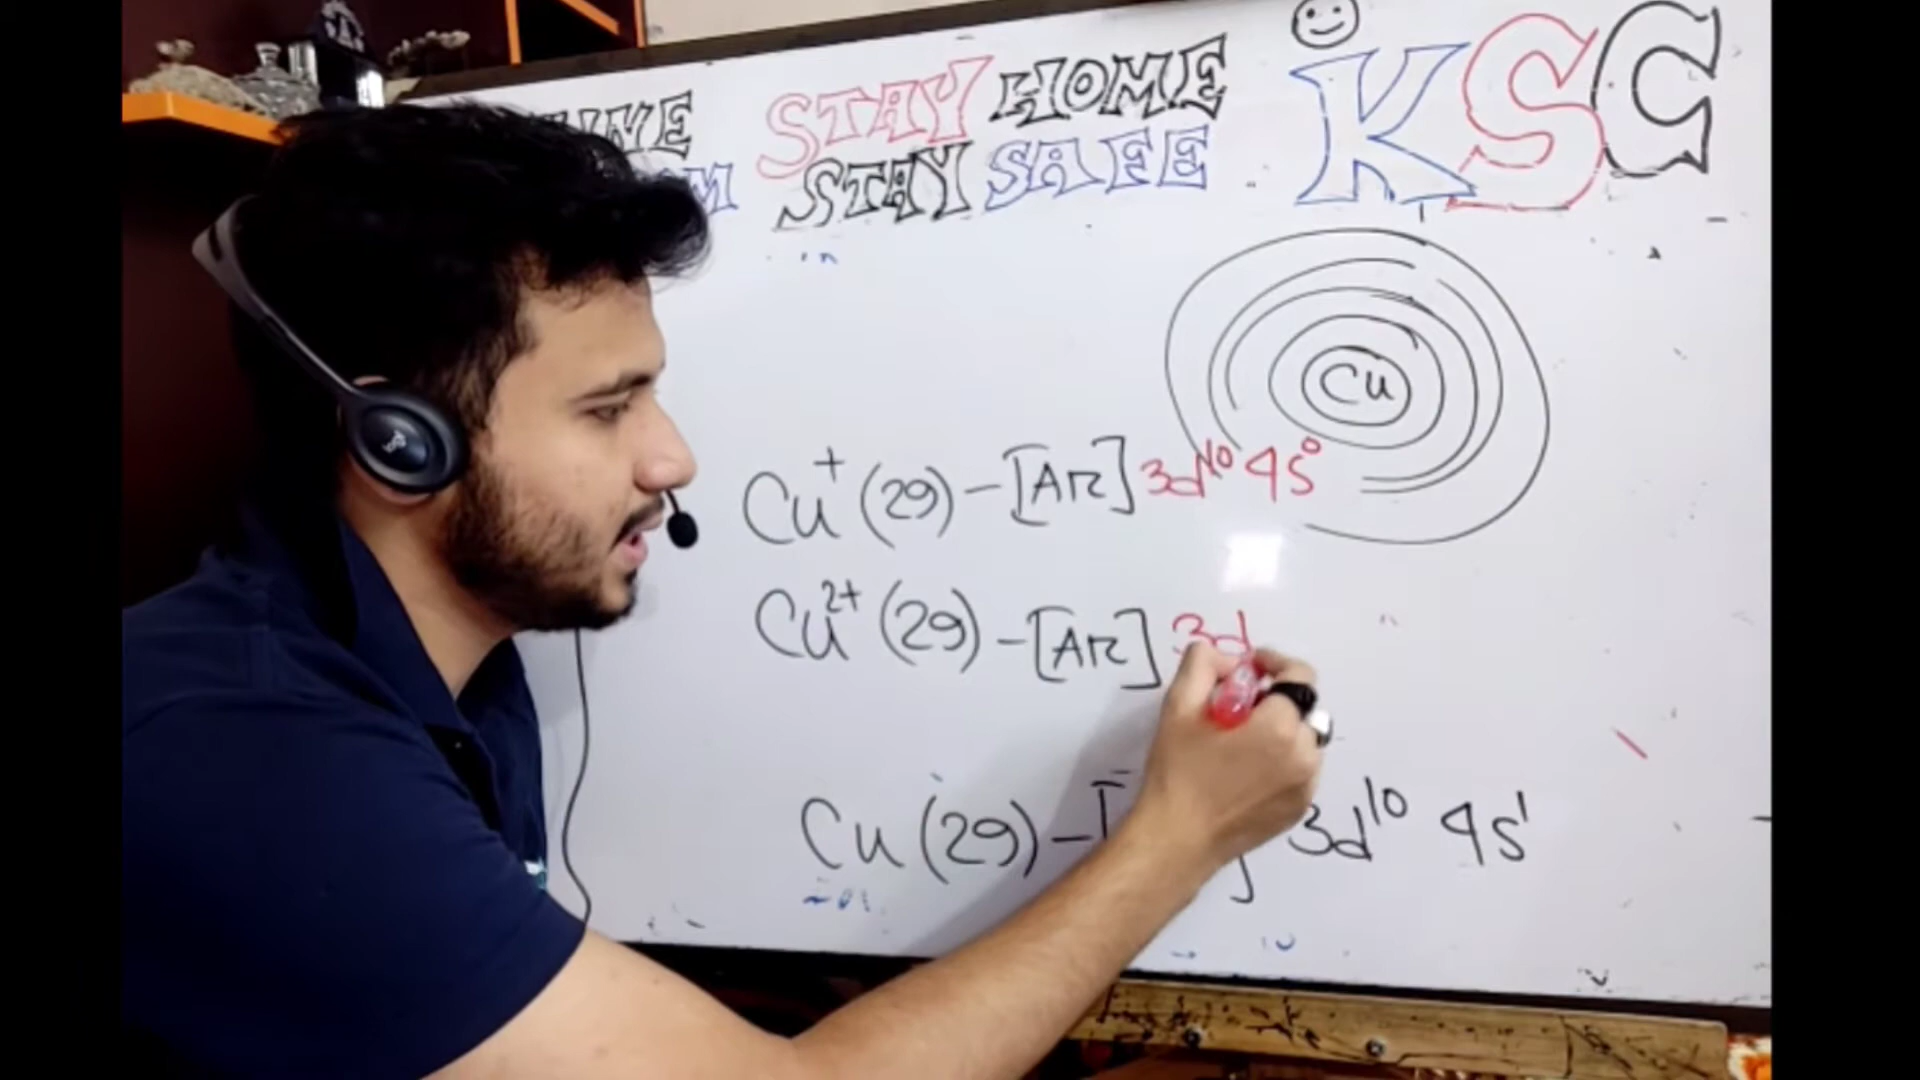 STAY HOME
STAY SAFE
KSC
Cu
Cu⁺ (29) – [Ar] 3d¹⁰ 4s⁰
Cu²⁺ (29) – [Ar] 3d
Cu (29) – [ ] 3d¹⁰ 4s¹